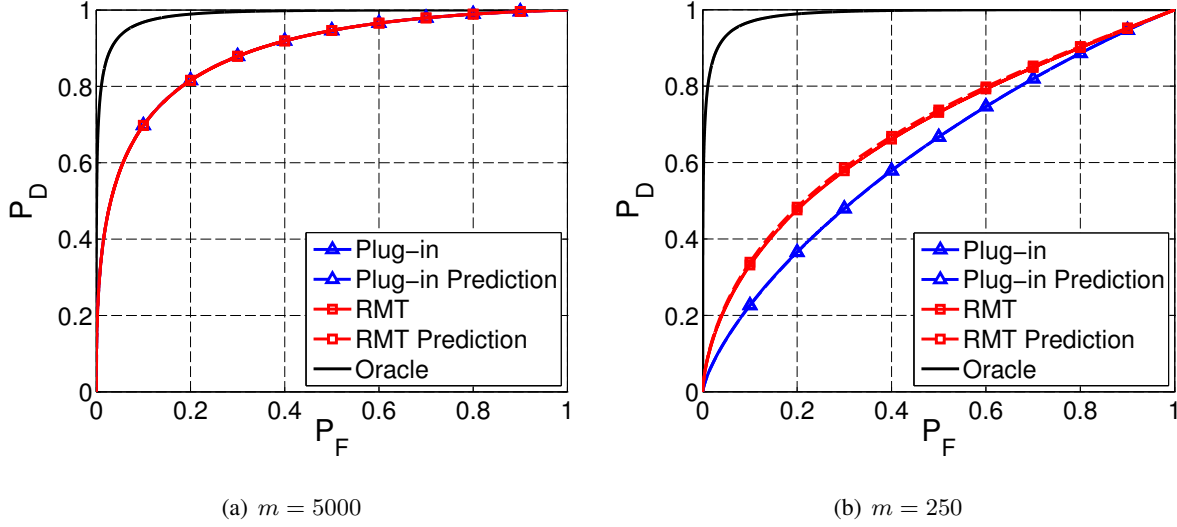 1
0.8
0.6
0.4
0.2
0
P_D
0 0.2 0.4 0.6 0.8 1
P_F
Plug-in
Plug-in Prediction
RMT
RMT Prediction
Oracle
(a) m = 5000
1
0.8
0.6
0.4
0.2
0
P_D
0 0.2 0.4 0.6 0.8 1
P_F
Plug-in
Plug-in Prediction
RMT
RMT Prediction
Oracle
(b) m = 250